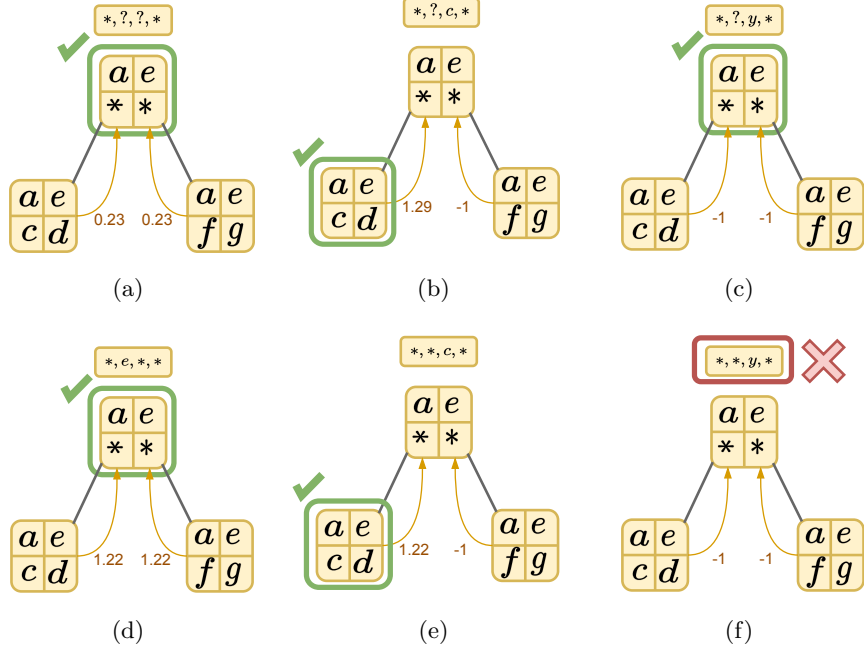 *, ?, ?, *
a e
* *
a e
c d
0.23 0.23
a e
f g
(a)
*, ?, c, *
a e
* *
a e
c d
1.29 -1
a e
f g
(b)
*, ?, y, *
a e
* *
a e
c d
-1 -1
a e
f g
(c)
*, e, *, *
a e
* *
a e
c d
1.22 1.22
a e
f g
(d)
*, *, c, *
a e
* *
a e
c d
1.22 -1
a e
f g
(e)
*, *, y, *
a e
* *
a e
c d
-1 -1
a e
f g
(f)